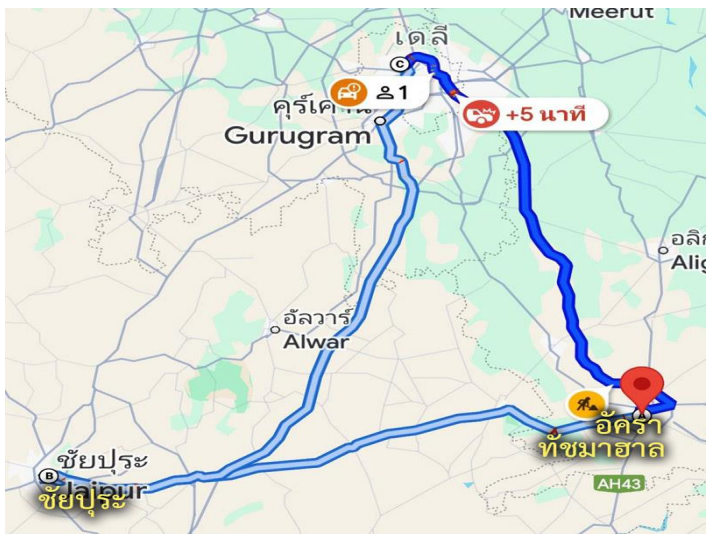 Meerut
เดลี
C
1
คุร์เคาน์
Gurugram
+5 นาที
อลิก
Alig
อัลวาร์
Alwar
อัครา
ทัชมาฮาล
AH43
ชัยปุระ
B
Jaipur
ชัยปุระ